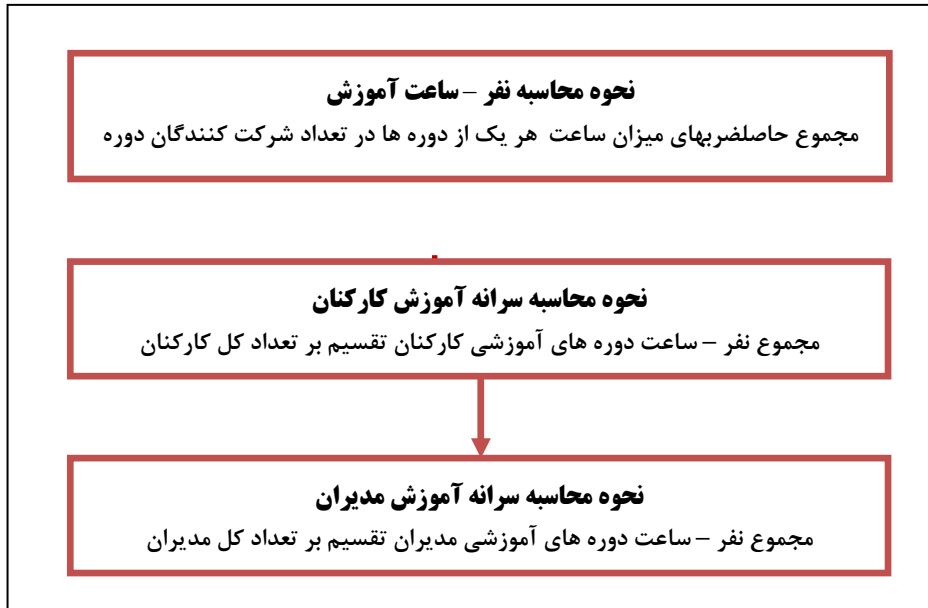 نحوه محاسبه نفر – ساعت آموزش
مجموع حاصلضربهای میزان ساعت هر یک از دوره ها در تعداد شرکت کنندگان دوره
نحوه محاسبه سرانه آموزش کارکنان
مجموع نفر – ساعت دوره های آموزشی کارکنان تقسیم بر تعداد کل کارکنان
نحوه محاسبه سرانه آموزش مدیران
مجموع نفر – ساعت دوره های آموزشی مدیران تقسیم بر تعداد کل مدیران